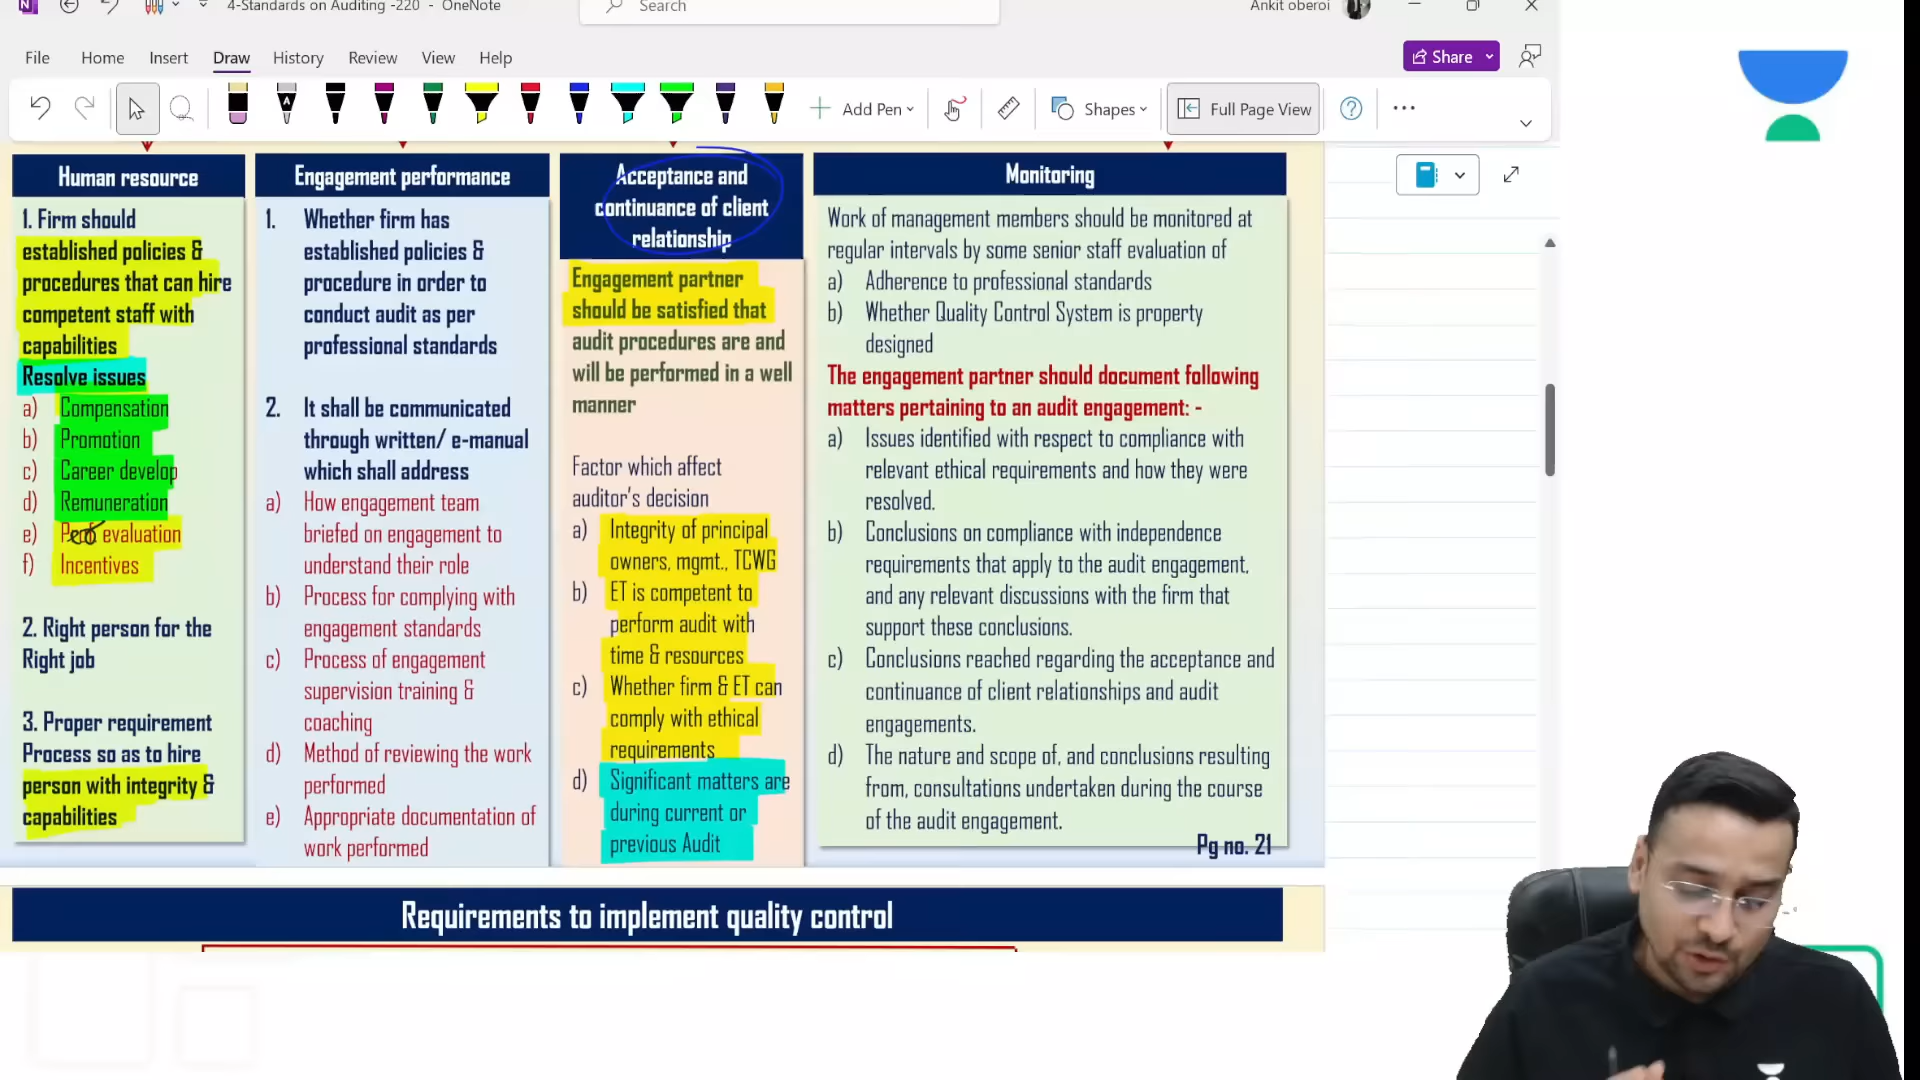 4-Standards on Auditing -220 - OneNote
Search
Ankit oberoi
File Home Insert Draw History Review View Help
Share
Add Pen
Shapes
Full Page View
Human resource
1. Firm should
established policies &
procedures that can hire
competent staff with
capabilities
Resolve issues
a) Compensation
b) Promotion
c) Career develop
d) Remuneration
e) evaluation
f) Incentives
2. Right person for the
Right job
3. Proper requirement
Process so as to hire
person with integrity &
capabilities
Engagement performance
1. Whether firm has
established policies &
procedure in order to
conduct audit as per
professional standards
2. It shall be communicated
through written/ e-manual
which shall address
a) How engagement team
briefed on engagement to
understand their role
b) Process for complying with
engagement standards
c) Process of engagement
supervision training &
coaching
d) Method of reviewing the work
performed
e) Appropriate documentation of
work performed
Acceptance and
continuance of client
relationship
Engagement partner
should be satisfied that
audit procedures are and
will be performed in a well
manner
Factor which affect
auditor's decision
a) Integrity of principal
owners, mgmt., TCWG
b) ET is competent to
perform audit with
time & resources
c) Whether firm & ET can
comply with ethical
requirements
d) Significant matters are
during current or
previous Audit
Monitoring
Work of management members should be monitored at
regular intervals by some senior staff evaluation of
a) Adherence to professional standards
b) Whether Quality Control System is property
designed
The engagement partner should document following
matters pertaining to an audit engagement: -
a) Issues identified with respect to compliance with
relevant ethical requirements and how they were
resolved.
b) Conclusions on compliance with independence
requirements that apply to the audit engagement,
and any relevant discussions with the firm that
support these conclusions.
c) Conclusions reached regarding the acceptance and
continuance of client relationships and audit
engagements.
d) The nature and scope of, and conclusions resulting
from, consultations undertaken during the course
of the audit engagement.
Pg no. 21
Requirements to implement quality control